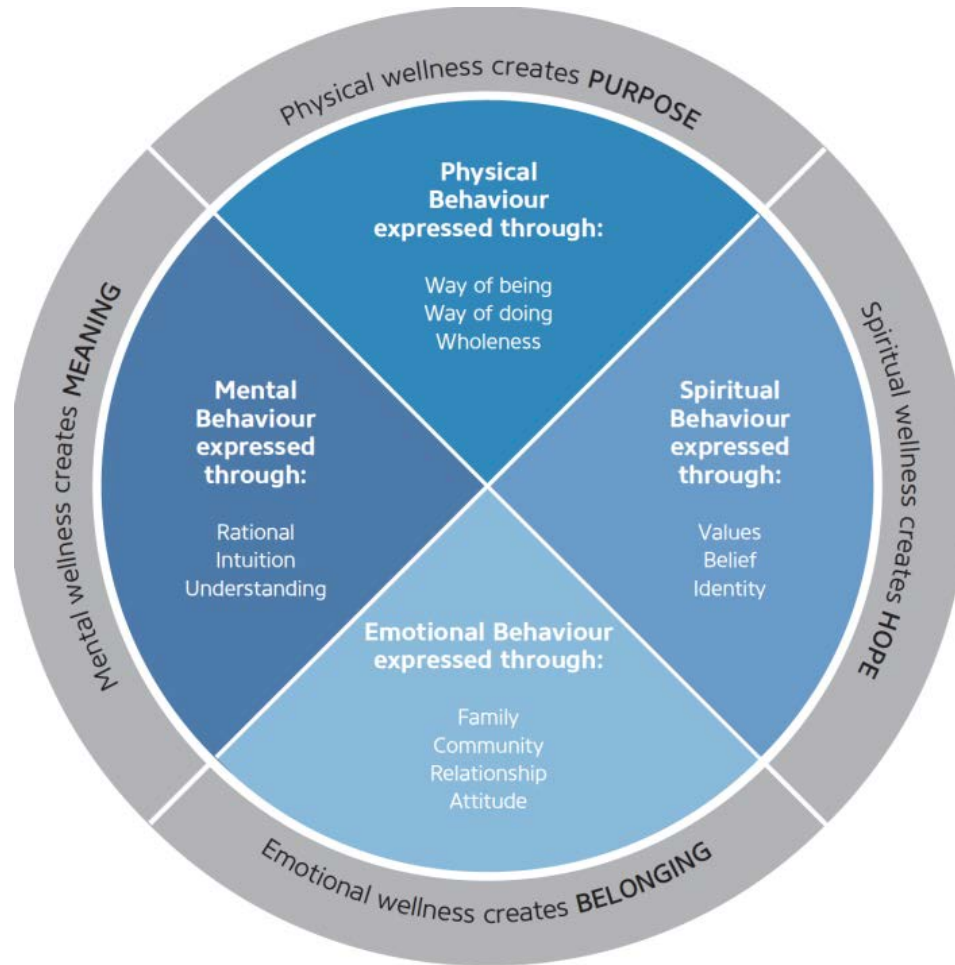 Physical wellness creates PURPOSE
Physical
Behaviour
expressed through:
Way of being
Way of doing
Wholeness
Mental wellness creates MEANING
Mental
Behaviour
expressed
through:
Rational
Intuition
Understanding
Spiritual
Behaviour
expressed
through:
Values
Belief
Identity
Spiritual wellness creates HOPE
Emotional Behaviour
expressed through:
Family
Community
Relationship
Attitude
Emotional wellness creates BELONGING